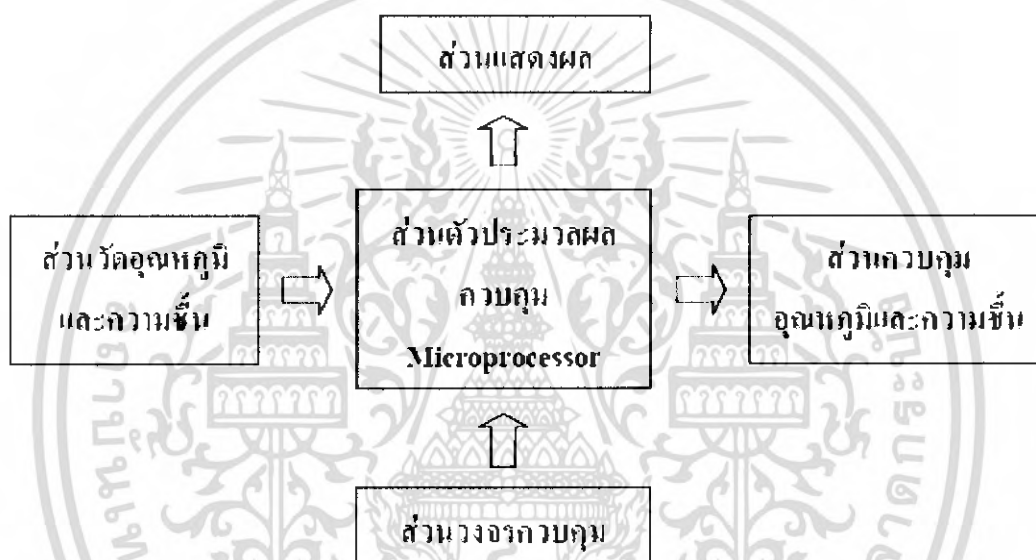 ส่วนแสดงผล
ส่วนวัดอุณหภูมิ
และความชื้น
ส่วนตัวประมวลผล
ควบคุม
Microprocessor
ส่วนควบคุม
อุณหภูมิและความชื้น
ส่วนวงจรควบคุม